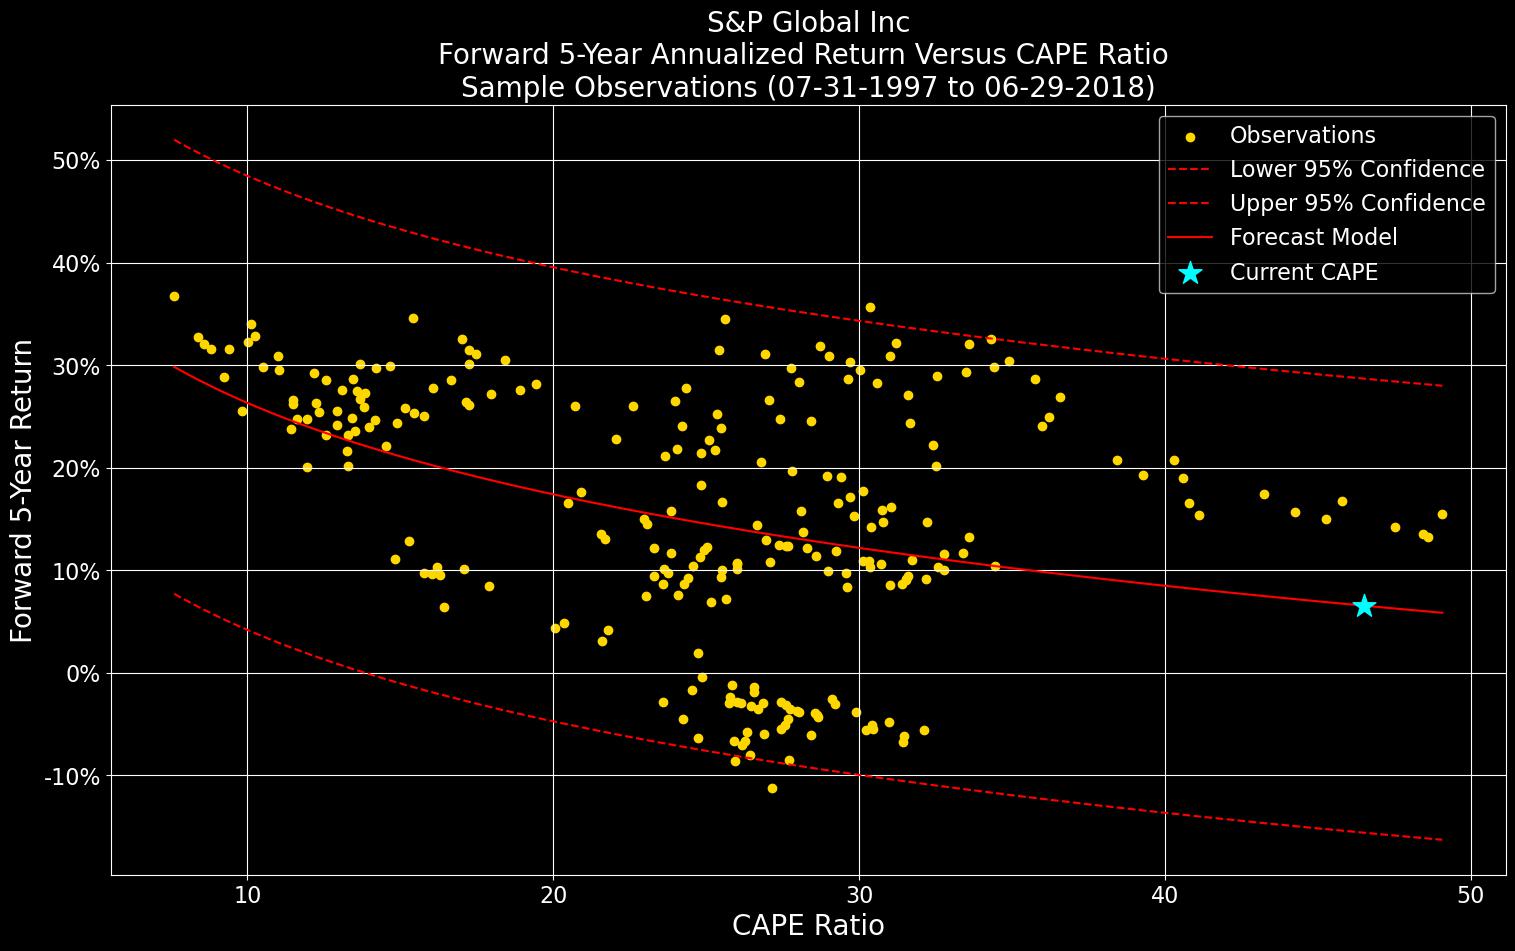 S&P Global Inc
Forward 5-Year Annualized Return Versus CAPE Ratio
Sample Observations (07-31-1997 to 06-29-2018)
Observations
Lower 95% Confidence
Upper 95% Confidence
Forecast Model
Current CAPE
Forward 5-Year Return
50%
40%
30%
20%
10%
0%
-10%
10 20 30 40 50
CAPE Ratio